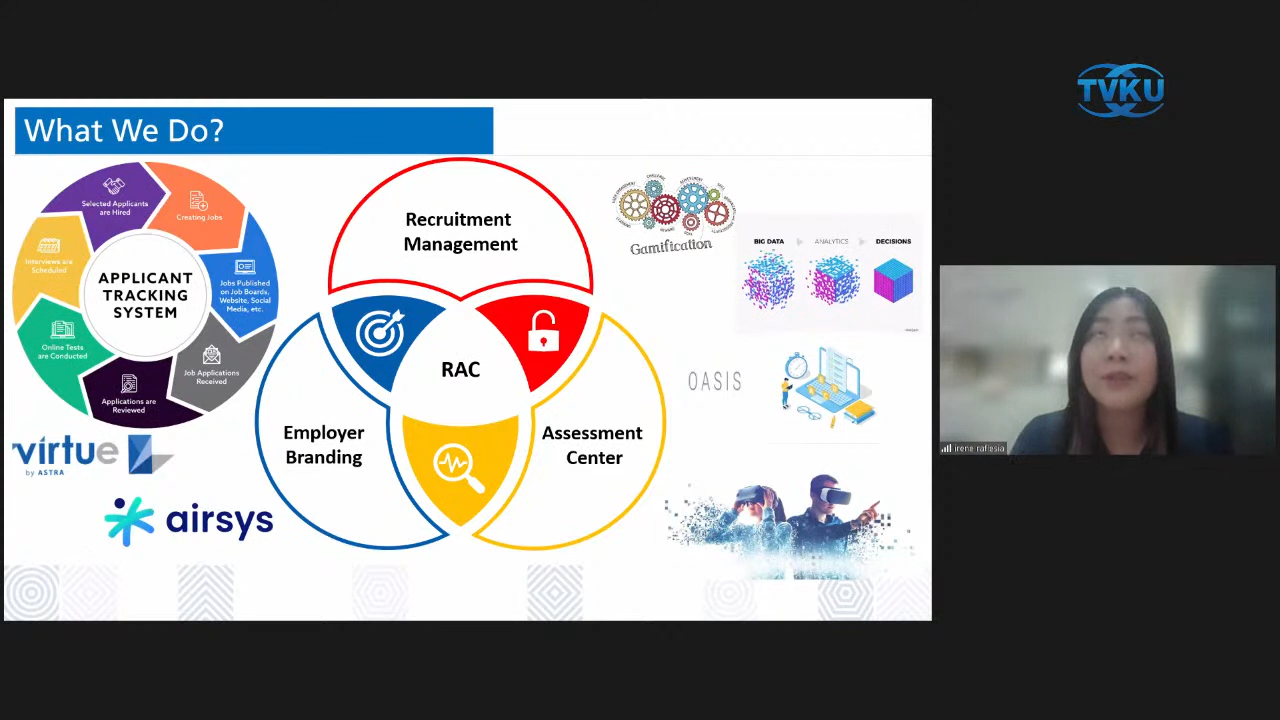 TVKU
What We Do?
Selected Applicants
are Hired
Creating Jobs
Interviews are
Scheduled
APPLICANT
TRACKING
SYSTEM
Jobs Published
on Job Boards,
Website, Social
Media, etc.
Online Tests
are Conducted
Job Applications
Received
Applications are
Reviewed
virtue
by ASTRA
airsys
Recruitment
Management
RAC
Employer
Branding
Assessment
Center
Gamification
BIG DATA
ANALYTICS
DECISIONS
OASIS
irene raflesia